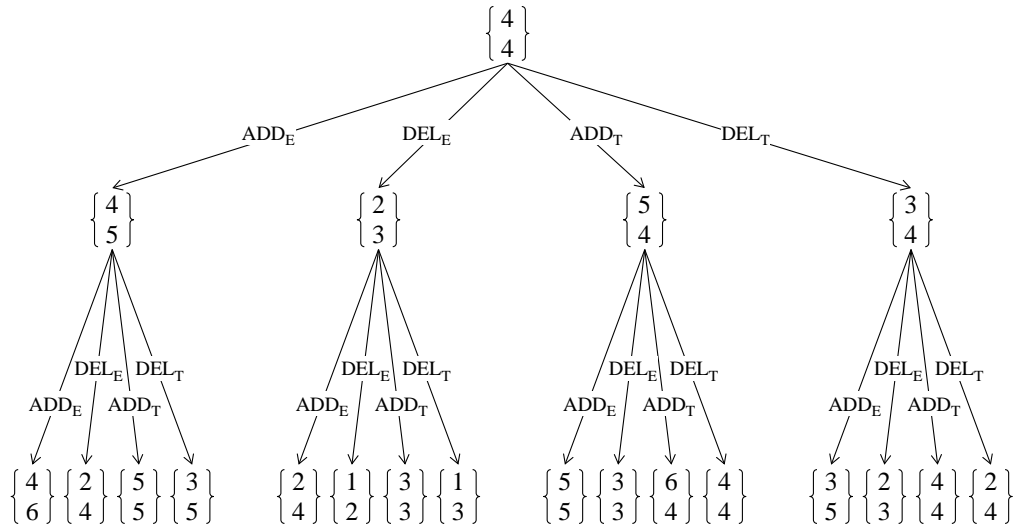 4
4
ADD_E DEL_E ADD_T DEL_T
4 2 5 3
5 3 4 4
DEL_E DEL_T DEL_E DEL_T DEL_E DEL_T DEL_E DEL_T
ADD_E ADD_T ADD_E ADD_T ADD_E ADD_T ADD_E ADD_T
4 2 5 3 2 1 3 1 5 3 6 4 3 2 4 2
6 4 5 5 4 2 3 3 5 3 4 4 5 3 4 4